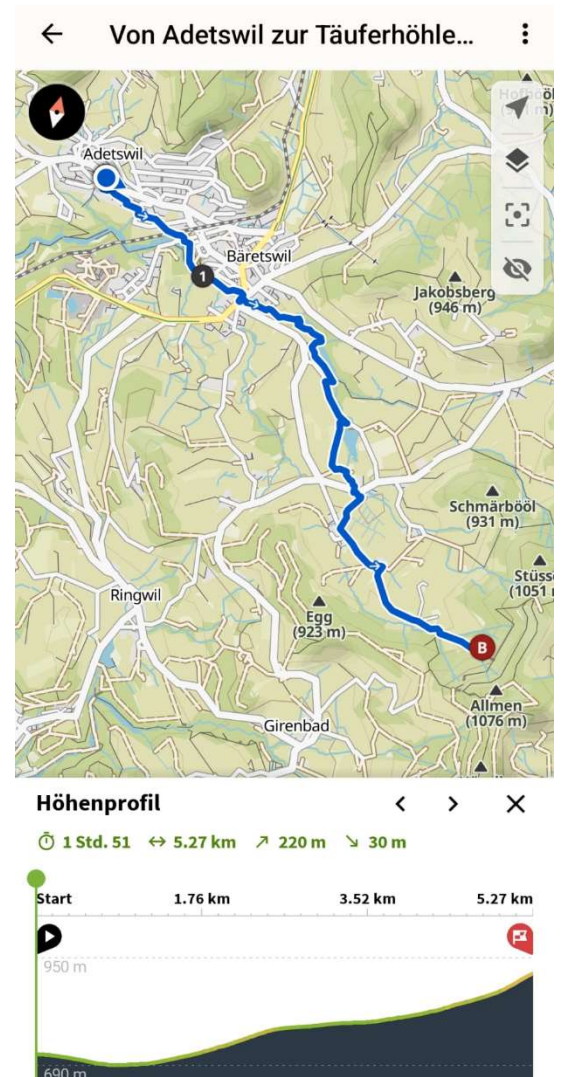 Von Adetswil zur Täuferhöhle...
Adetswil
Bäretswil
1
Jakobsberg
(946 m)
Schmärbööl
(931 m)
(1051
Ringwil
Egg
(923 m)
B
Allmen
(1076 m)
Girenbad
Höhenprofil
1 Std. 51 5.27 km 220 m 30 m
Start 1.76 km 3.52 km 5.27 km
950 m
690 m